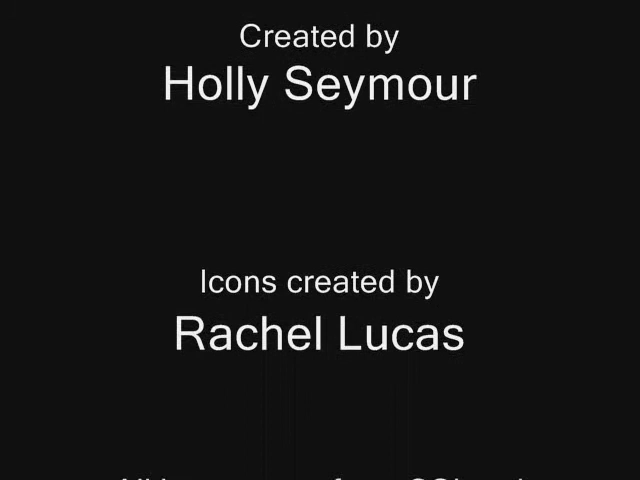 Created by
Holly Seymour
Icons created by
Rachel Lucas